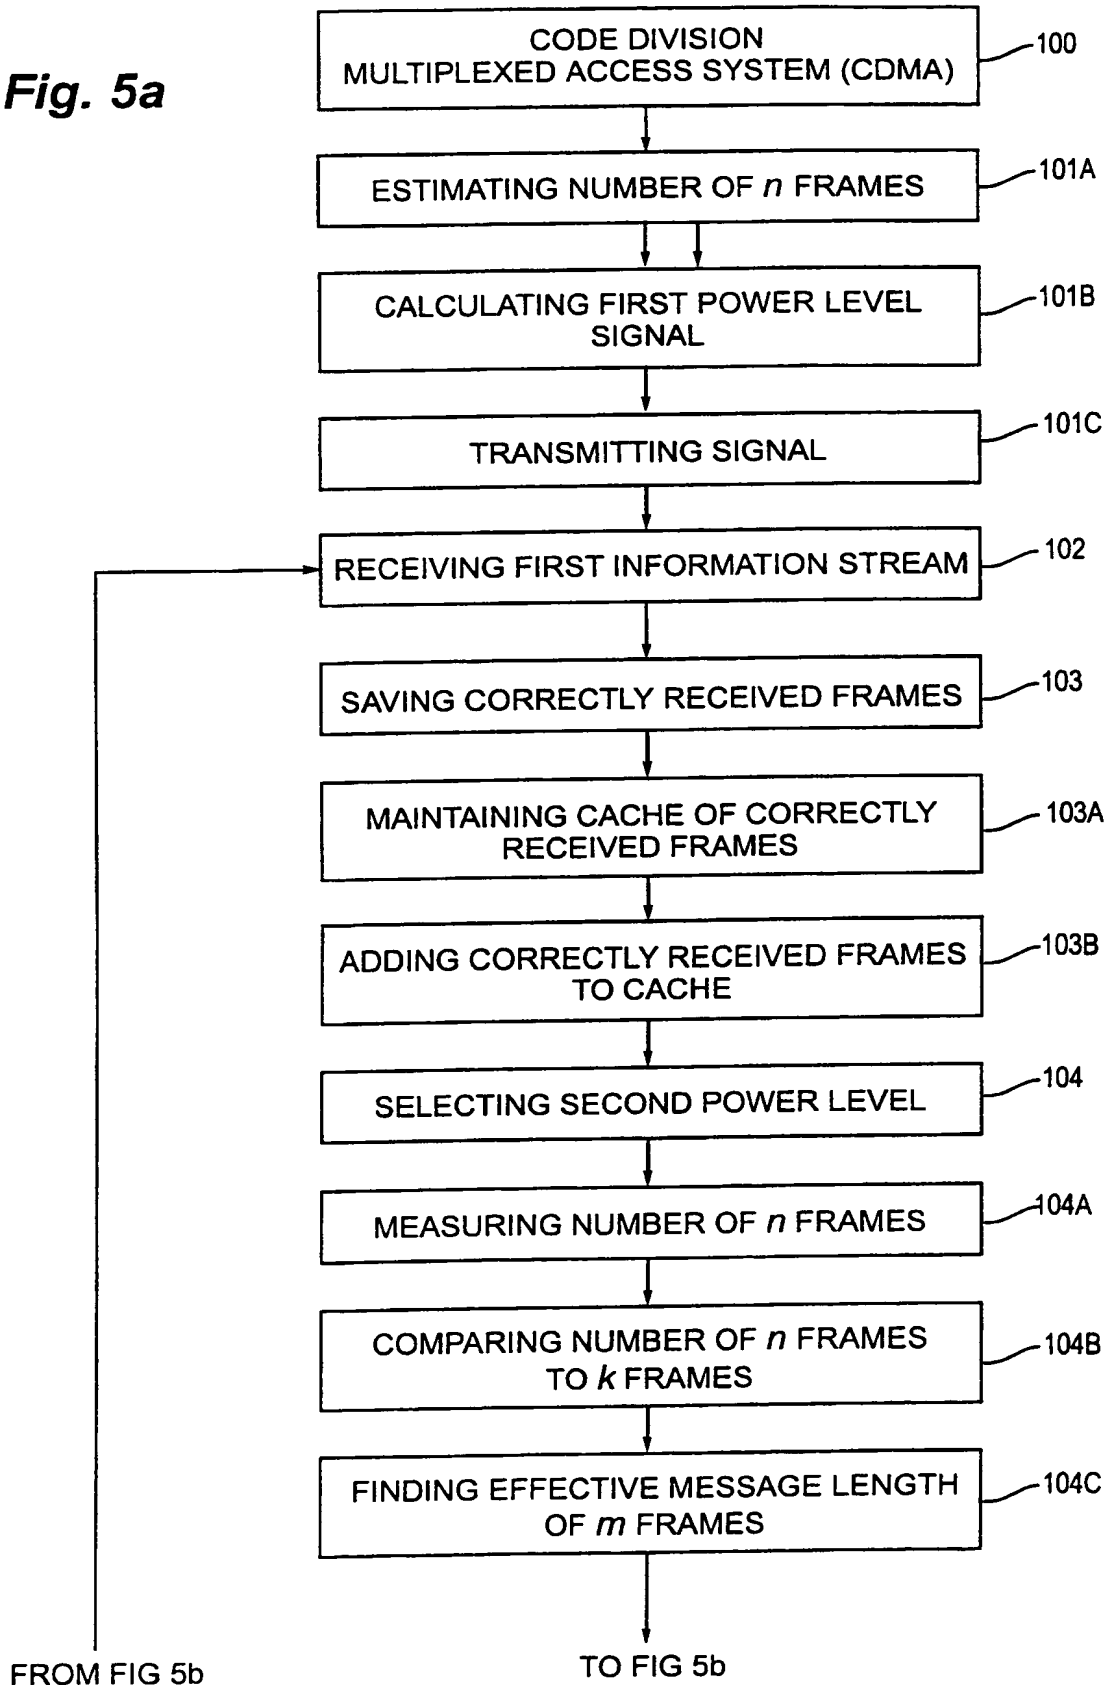 Fig. 5a
CODE DIVISION
MULTIPLEXED ACCESS SYSTEM (CDMA)
100
ESTIMATING NUMBER OF n FRAMES
101A
CALCULATING FIRST POWER LEVEL
SIGNAL
101B
TRANSMITTING SIGNAL
101C
RECEIVING FIRST INFORMATION STREAM
102
SAVING CORRECTLY RECEIVED FRAMES
103
MAINTAINING CACHE OF CORRECTLY
RECEIVED FRAMES
103A
ADDING CORRECTLY RECEIVED FRAMES
TO CACHE
103B
SELECTING SECOND POWER LEVEL
104
MEASURING NUMBER OF n FRAMES
104A
COMPARING NUMBER OF n FRAMES
TO k FRAMES
104B
FINDING EFFECTIVE MESSAGE LENGTH
OF m FRAMES
104C
FROM FIG 5b
TO FIG 5b